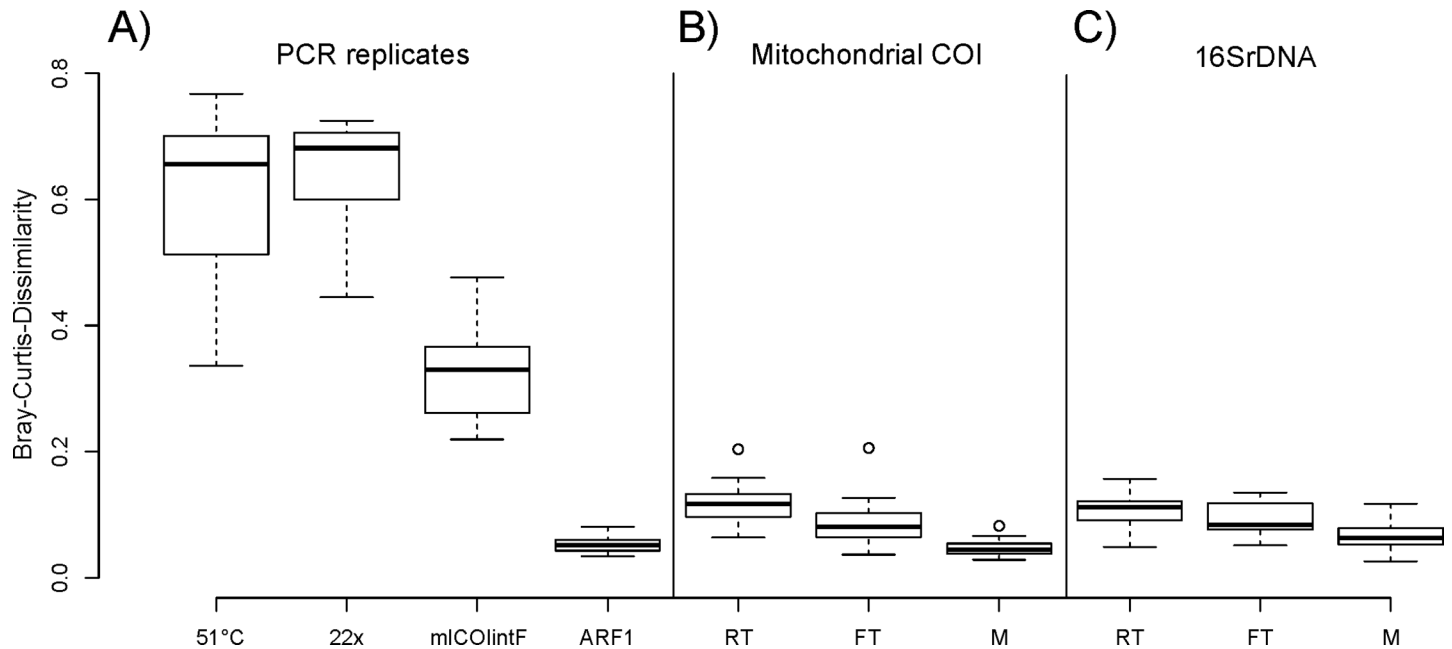 A)
PCR replicates
B)
Mitochondrial COI
C)
16SrDNA
Bray-Curtis-Dissimilarity
0.8
0.6
0.4
0.2
0.0
51°C 22x mlCOIintF ARF1 RT FT M RT FT M